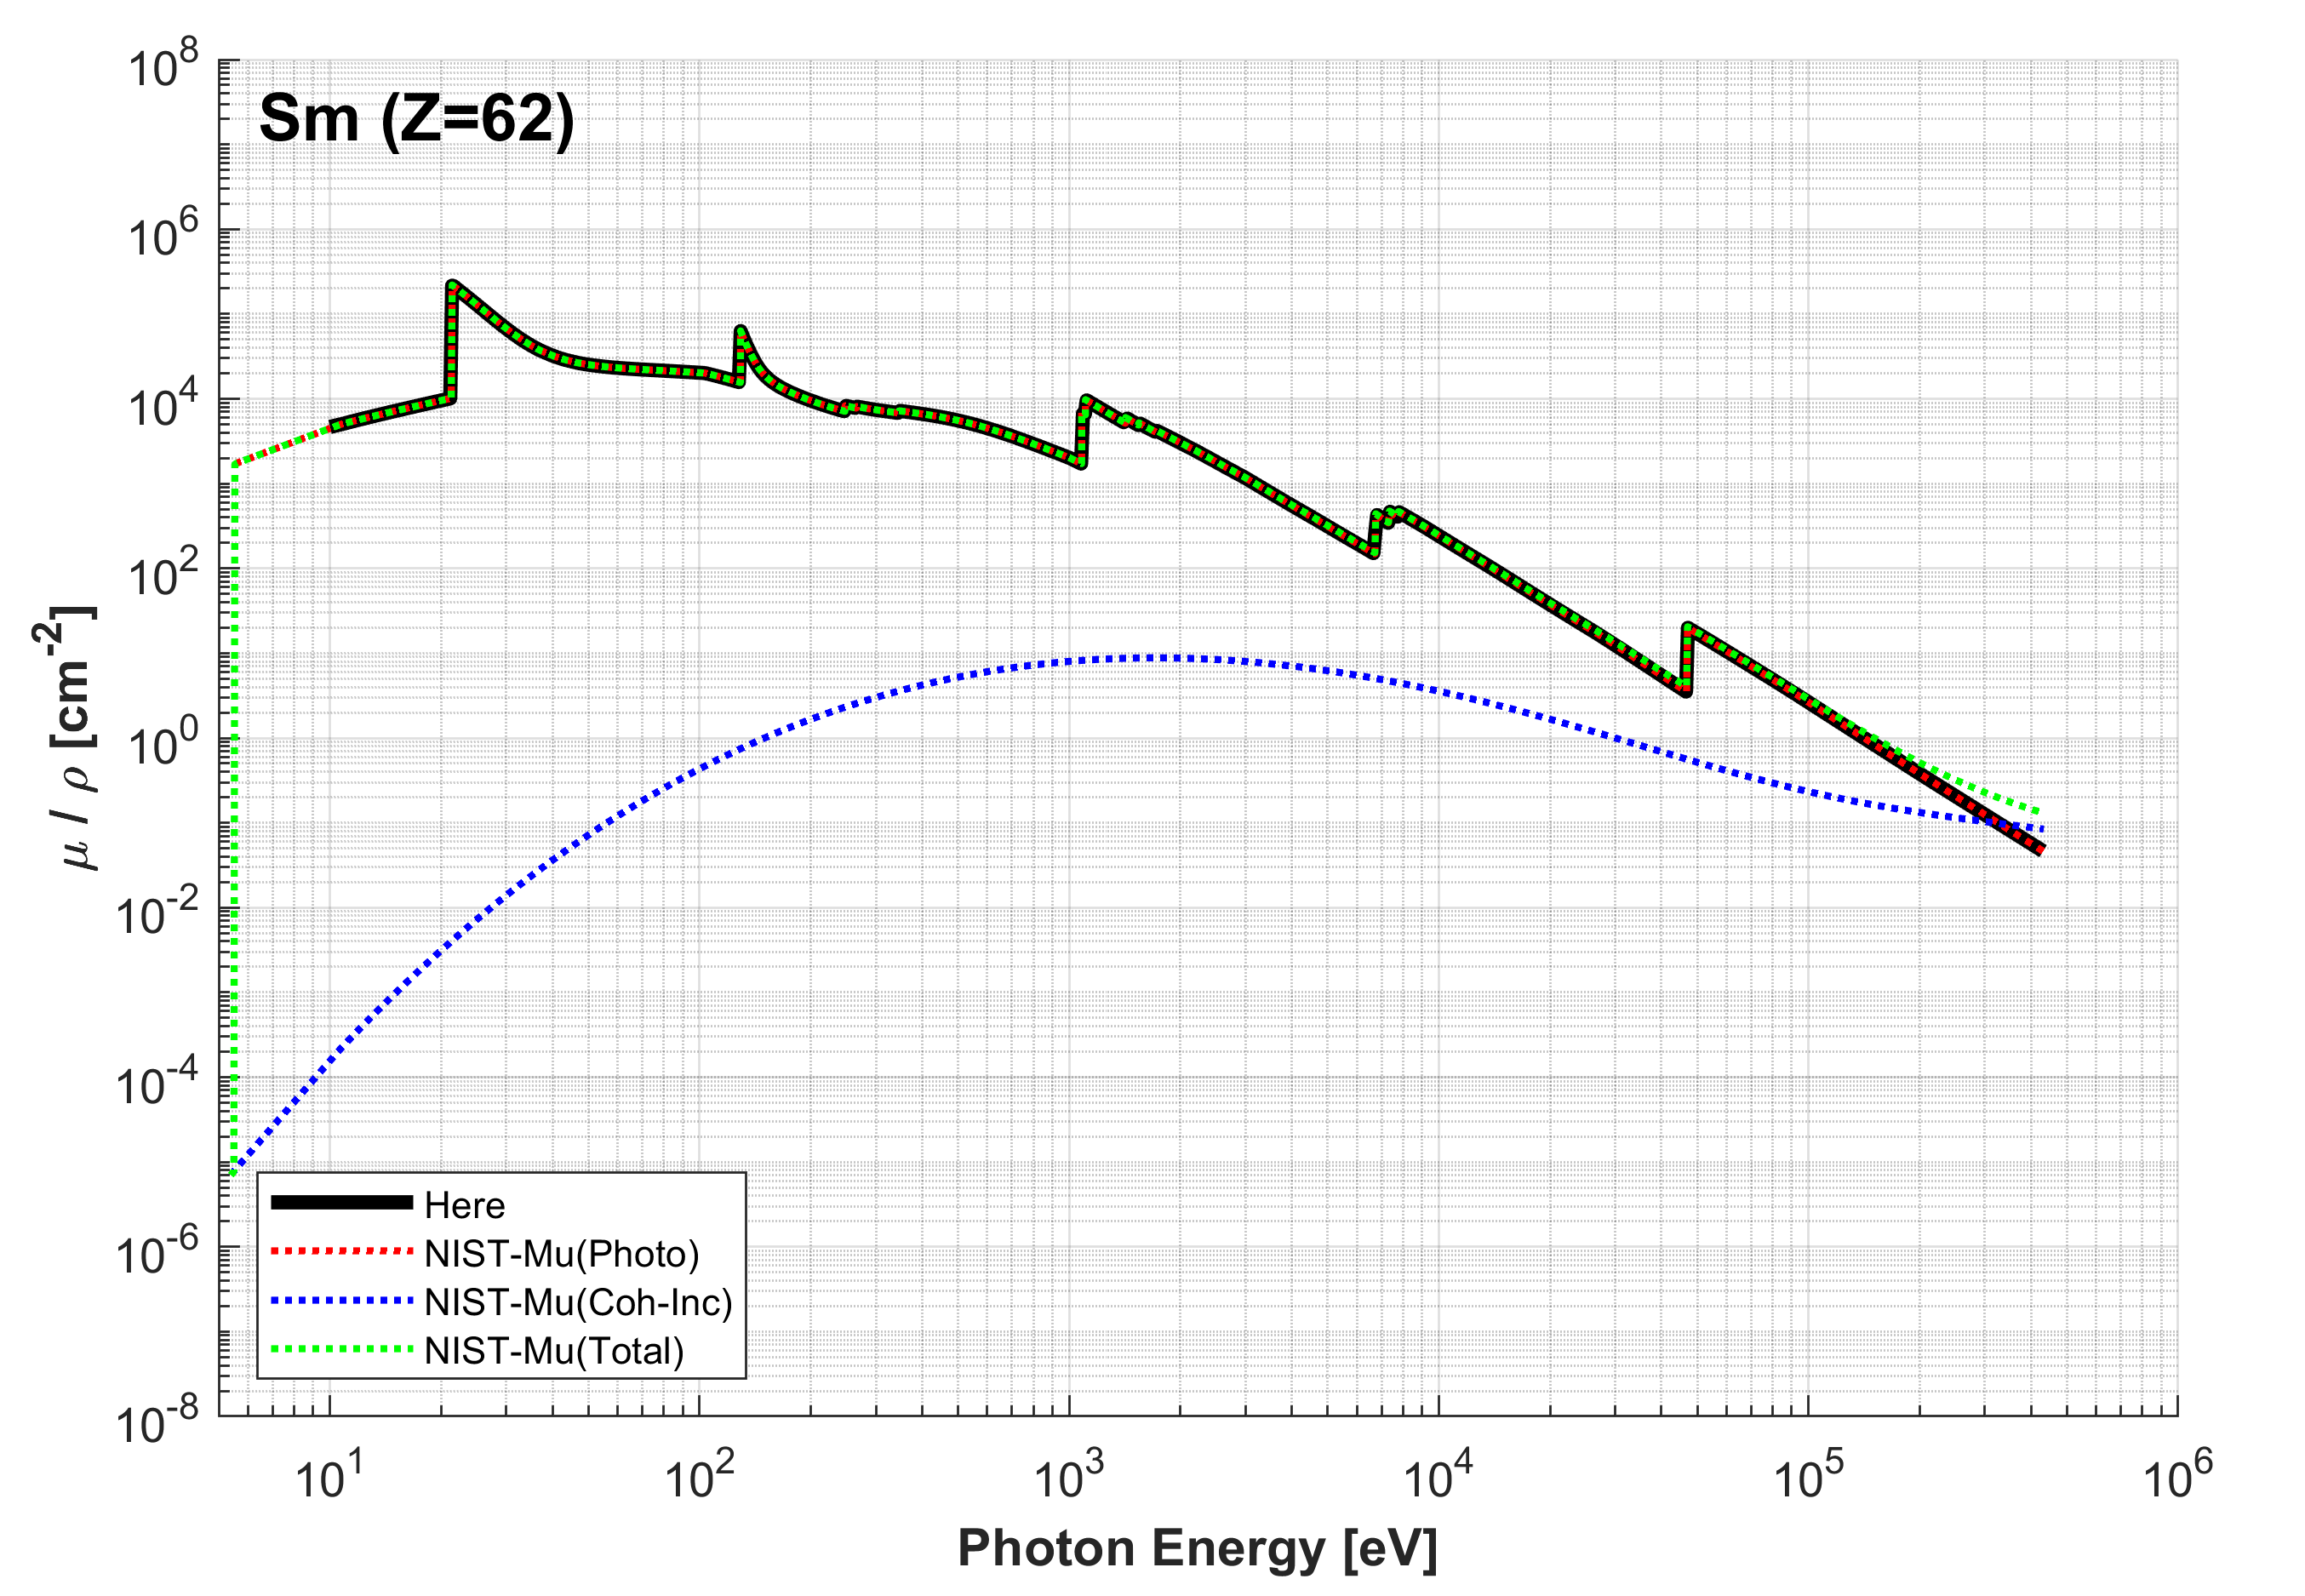 Sm (Z=62)
10^8
10^6
10^4
10^2
10^0
10^-2
10^-4
10^-6
10^-8
μ / ρ [cm^-2]
Here
NIST-Mu(Photo)
NIST-Mu(Coh-Inc)
NIST-Mu(Total)
10^1 10^2 10^3 10^4 10^5 10^6
Photon Energy [eV]